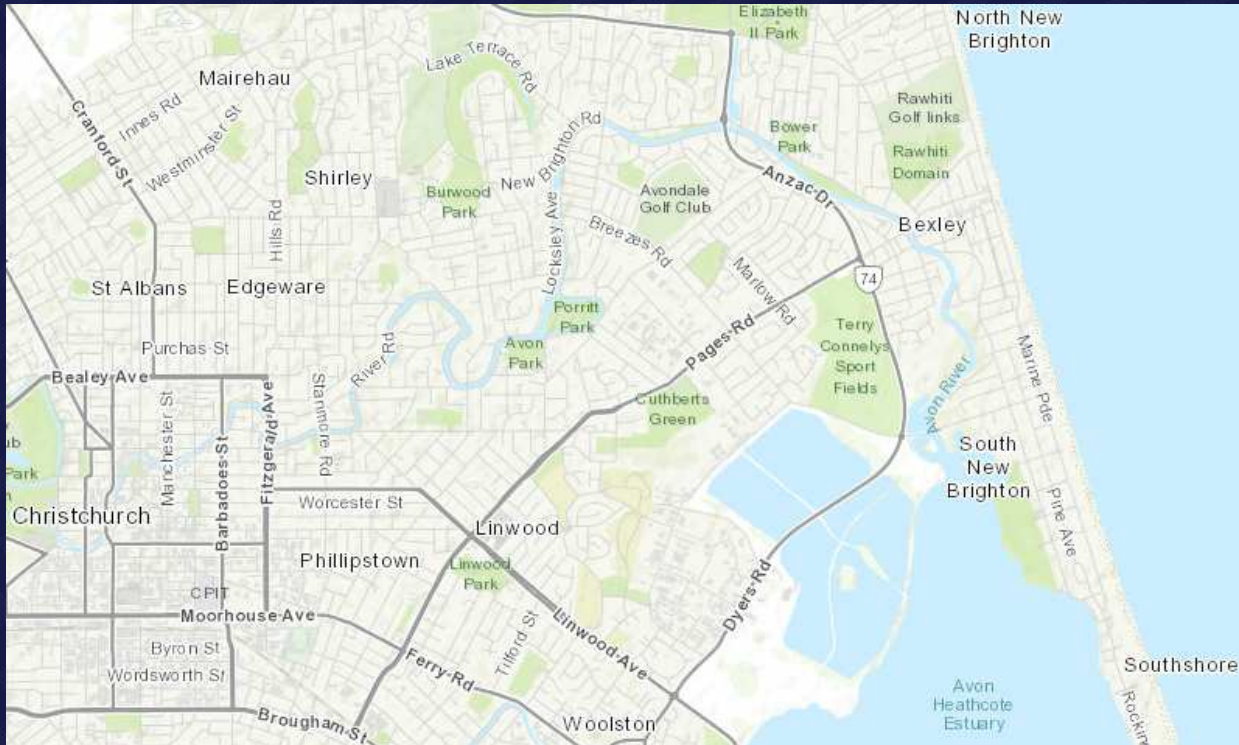 Elizabeth
II Park
North New
Brighton
Lake Terrace Rd
Mairehau
Cranford St
Innes Rd
Westminster St
Rawhiti
Golf links
Bower
Park
Rawhiti
Domain
Shirley
Burwood
Park
New Brighton Rd
Avondale
Golf Club
Anzac Dr
Hills Rd
Locksley Ave
Breezes Rd
Bexley
St Albans
Edgeware
Marlow Rd
74
Porritt
Park
Terry
Connelys
Sport
Fields
Purchas St
River Rd
Avon
Park
Pages Rd
Marine Pde
Bealey Ave
Manchester St
Barbadoes St
Fitzgerald Ave
Stanmore Rd
Cuthberts
Green
Avon River
South
New
Brighton
Park
Worcester St
Christchurch
Linwood
Pine Ave
Phillipstown
Linwood
Park
CPIT
Moorhouse Ave
Tilford St
Linwood Ave
Dyers Rd
Byron St
Wordsworth St
Ferry Rd
Southshore
Avon
Heathcote
Estuary
Brougham St
Woolston